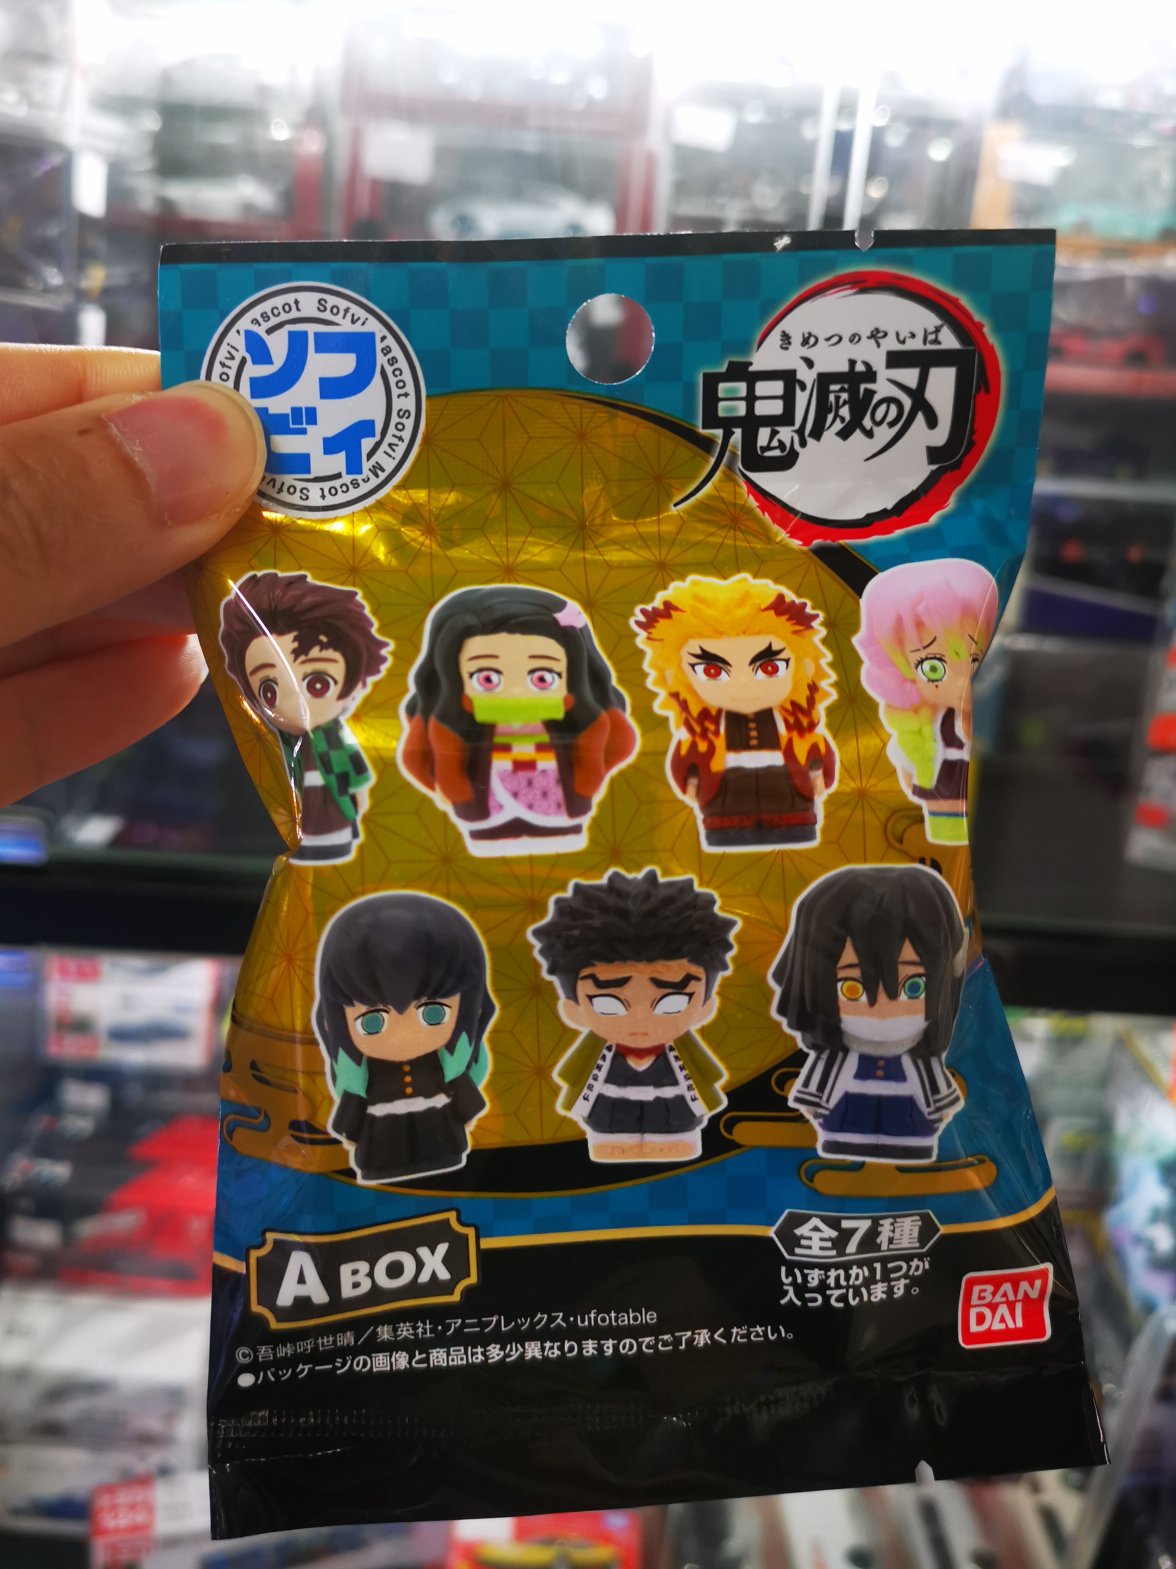 ソフ
ビィ
Mascot Sofvi Mascot Sofvi Mascot Sofvi
きめつのやいば
鬼滅の刃
A BOX
全7種
いずれか1つが
入っています。
BAN
DAI
©吾峠呼世晴/集英社・アニプレックス・ufotable
●パッケージの画像と商品は多少異なりますのでご了承ください。